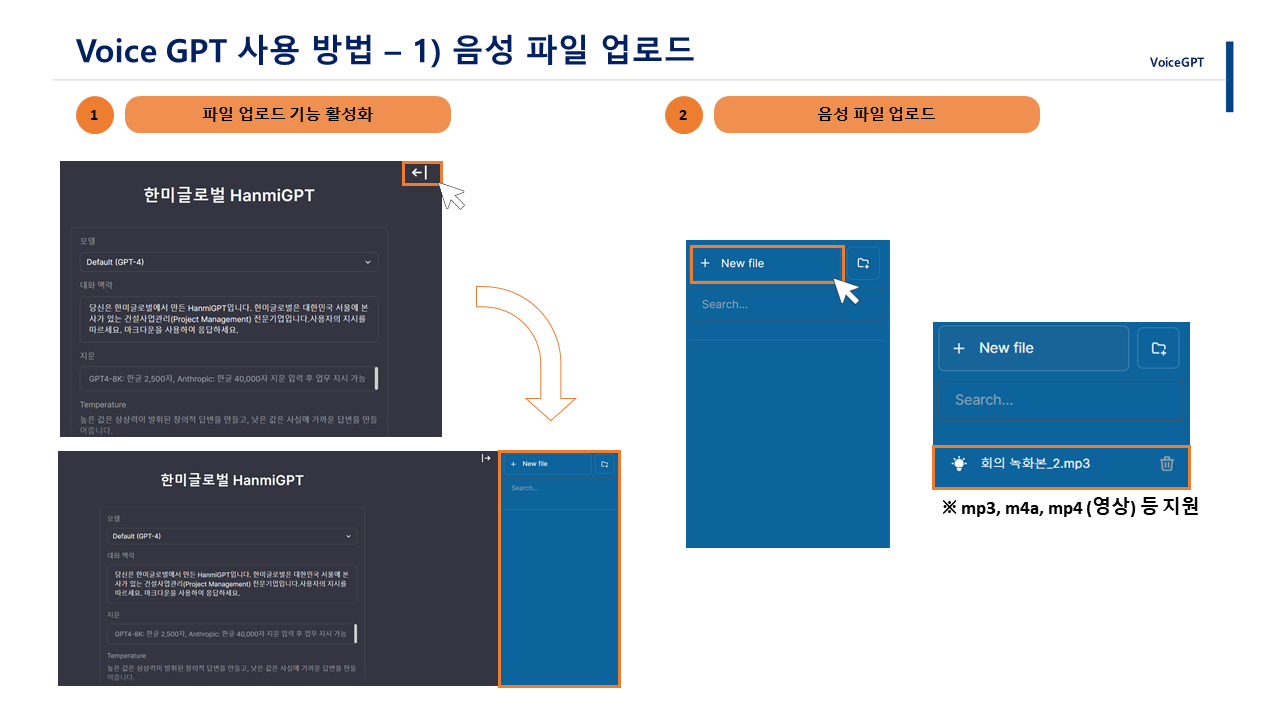 Voice GPT 사용 방법 – 1) 음성 파일 업로드
VoiceGPT
1
파일 업로드 기능 활성화
2
음성 파일 업로드
한미글로벌 HanmiGPT
모델
Default (GPT-4)
대화 맥락
당신은 한미글로벌에서 만든 HanmiGPT입니다. 한미글로벌은 대한민국 서울에 본
사가 있는 건설사업관리(Project Management) 전문기업입니다.사용자의 지시를
따르세요. 마크다운을 사용하여 응답하세요.
지문
GPT4-8K: 한글 2,500자, Anthropic: 한글 40,000자 지문 입력 후 업무 지시 가능
Temperature
높은 값은 상상력이 발휘된 창의적 답변을 만들고, 낮은 값은 사실에 가까운 답변을 만들
어줍니다.
한미글로벌 HanmiGPT
모델
Default (GPT-4)
대화 맥락
당신은 한미글로벌에서 만든 HanmiGPT입니다. 한미글로벌은 대한민국 서울에 본
사가 있는 건설사업관리(Project Management) 전문기업입니다.사용자의 지시를
따르세요. 마크다운을 사용하여 응답하세요.
지문
GPT4-8K: 한글 2,500자, Anthropic: 한글 40,000자 지문 입력 후 업무 지시 가능
Temperature
높은 값은 상상력이 발휘된 창의적 답변을 만들고, 낮은 값은 사실에 가까운 답변을 만들
어줍니다.
+ New file
Search...
+ New file
Search...
+ New file
Search...
회의 녹화본_2.mp3
※ mp3, m4a, mp4 (영상) 등 지원